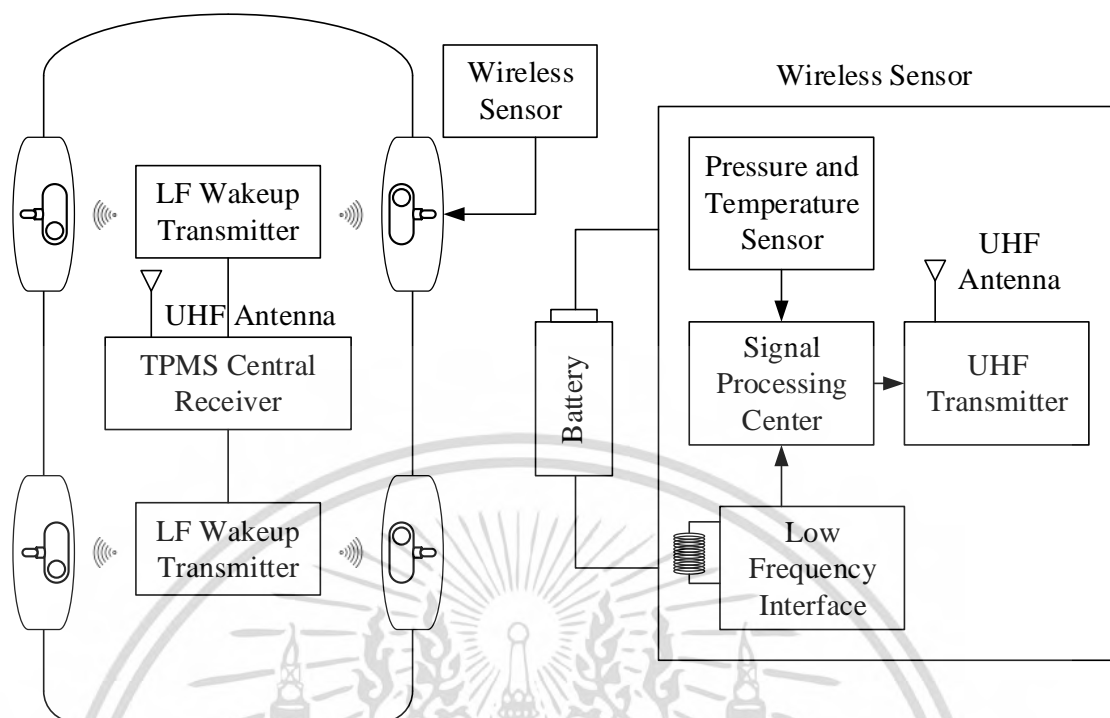 Wireless
Sensor
LF Wakeup
Transmitter
UHF Antenna
TPMS Central
Receiver
LF Wakeup
Transmitter
Wireless Sensor
Pressure and
Temperature
Sensor
UHF
Antenna
Battery
Signal
Processing
Center
UHF
Transmitter
Low
Frequency
Interface